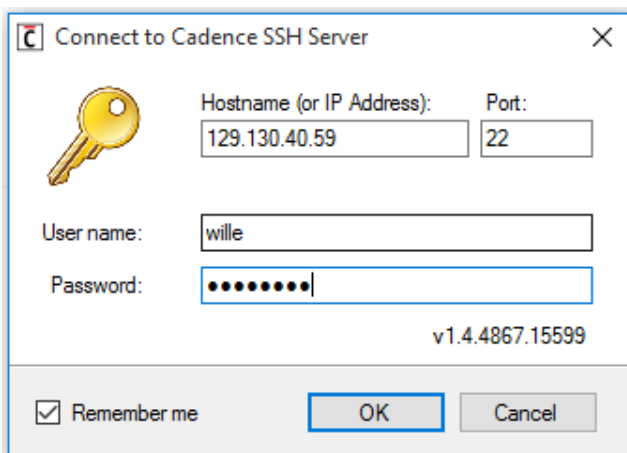 Connect to Cadence SSH Server
Hostname (or IP Address): Port:
129.130.40.59 22
User name: wille
Password: ●●●●●●●●
v1.4.4867.15599
Remember me OK Cancel